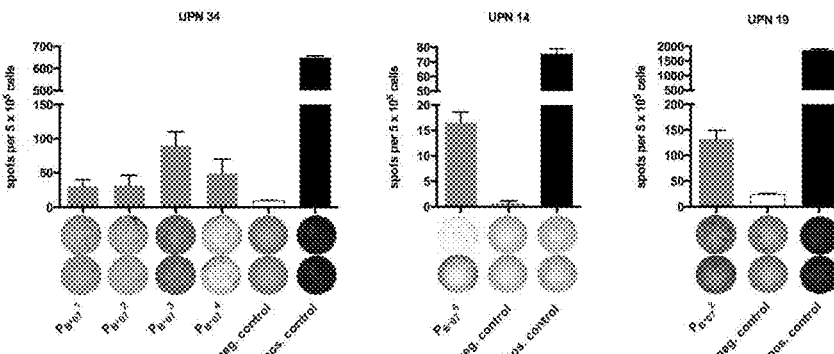 UPN 34
UPN 14
UPN 19
spots per 5 x 10⁵ cells
700
600
500
150
100
50
0
spots per 5 x 10⁵ cells
80
70
60
50
20
15
10
5
0
spots per 5 x 10⁵ cells
2000
1500
1000
500
200
150
100
50
0
neg. control
pos. control
neg. control
pos. control
neg. control
pos. control